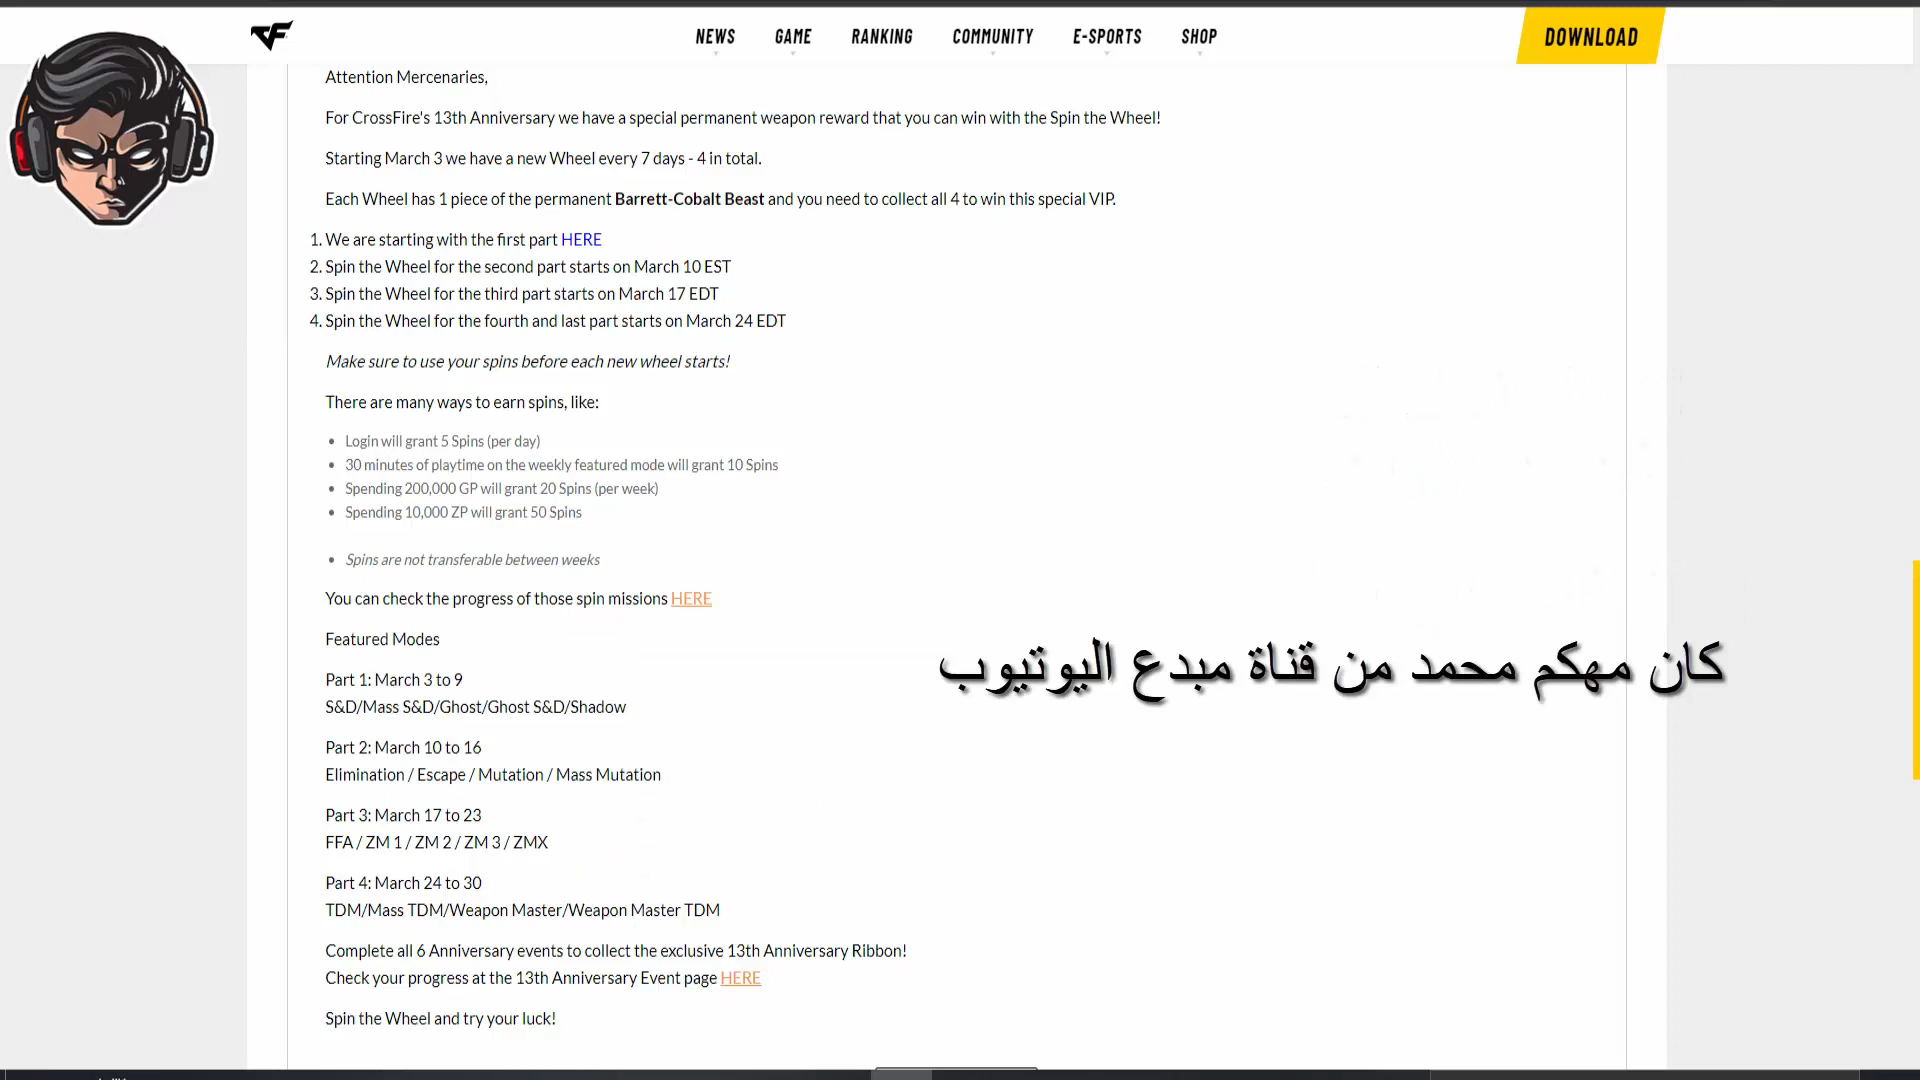 NEWS
GAME
RANKING
COMMUNITY
E-SPORTS
SHOP
DOWNLOAD
Attention Mercenaries,
For CrossFire's 13th Anniversary we have a special permanent weapon reward that you can win with the Spin the Wheel!
Starting March 3 we have a new Wheel every 7 days - 4 in total.
Each Wheel has 1 piece of the permanent Barrett-Cobalt Beast and you need to collect all 4 to win this special VIP.
1. We are starting with the first part HERE
2. Spin the Wheel for the second part starts on March 10 EST
3. Spin the Wheel for the third part starts on March 17 EDT
4. Spin the Wheel for the fourth and last part starts on March 24 EDT
Make sure to use your spins before each new wheel starts!
There are many ways to earn spins, like:
• Login will grant 5 Spins (per day)
• 30 minutes of playtime on the weekly featured mode will grant 10 Spins
• Spending 200,000 GP will grant 20 Spins (per week)
• Spending 10,000 ZP will grant 50 Spins
• Spins are not transferable between weeks
You can check the progress of those spin missions HERE
Featured Modes
كان مهكم محمد من قناة مبدع اليوتيوب
Part 1: March 3 to 9
S&D/Mass S&D/Ghost/Ghost S&D/Shadow
Part 2: March 10 to 16
Elimination / Escape / Mutation / Mass Mutation
Part 3: March 17 to 23
FFA / ZM 1 / ZM 2 / ZM 3 / ZMX
Part 4: March 24 to 30
TDM/Mass TDM/Weapon Master/Weapon Master TDM
Complete all 6 Anniversary events to collect the exclusive 13th Anniversary Ribbon!
Check your progress at the 13th Anniversary Event page HERE
Spin the Wheel and try your luck!